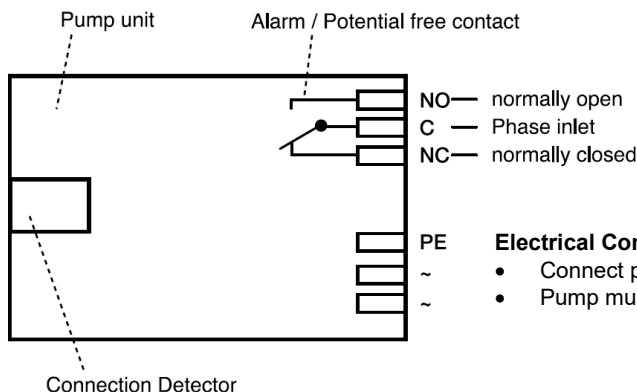 Pump unit
Alarm / Potential free contact
NO — normally open
C — Phase inlet
NC — normally closed
PE
Electrical Con
~
• Connect p
~
• Pump mu
Connection Detector